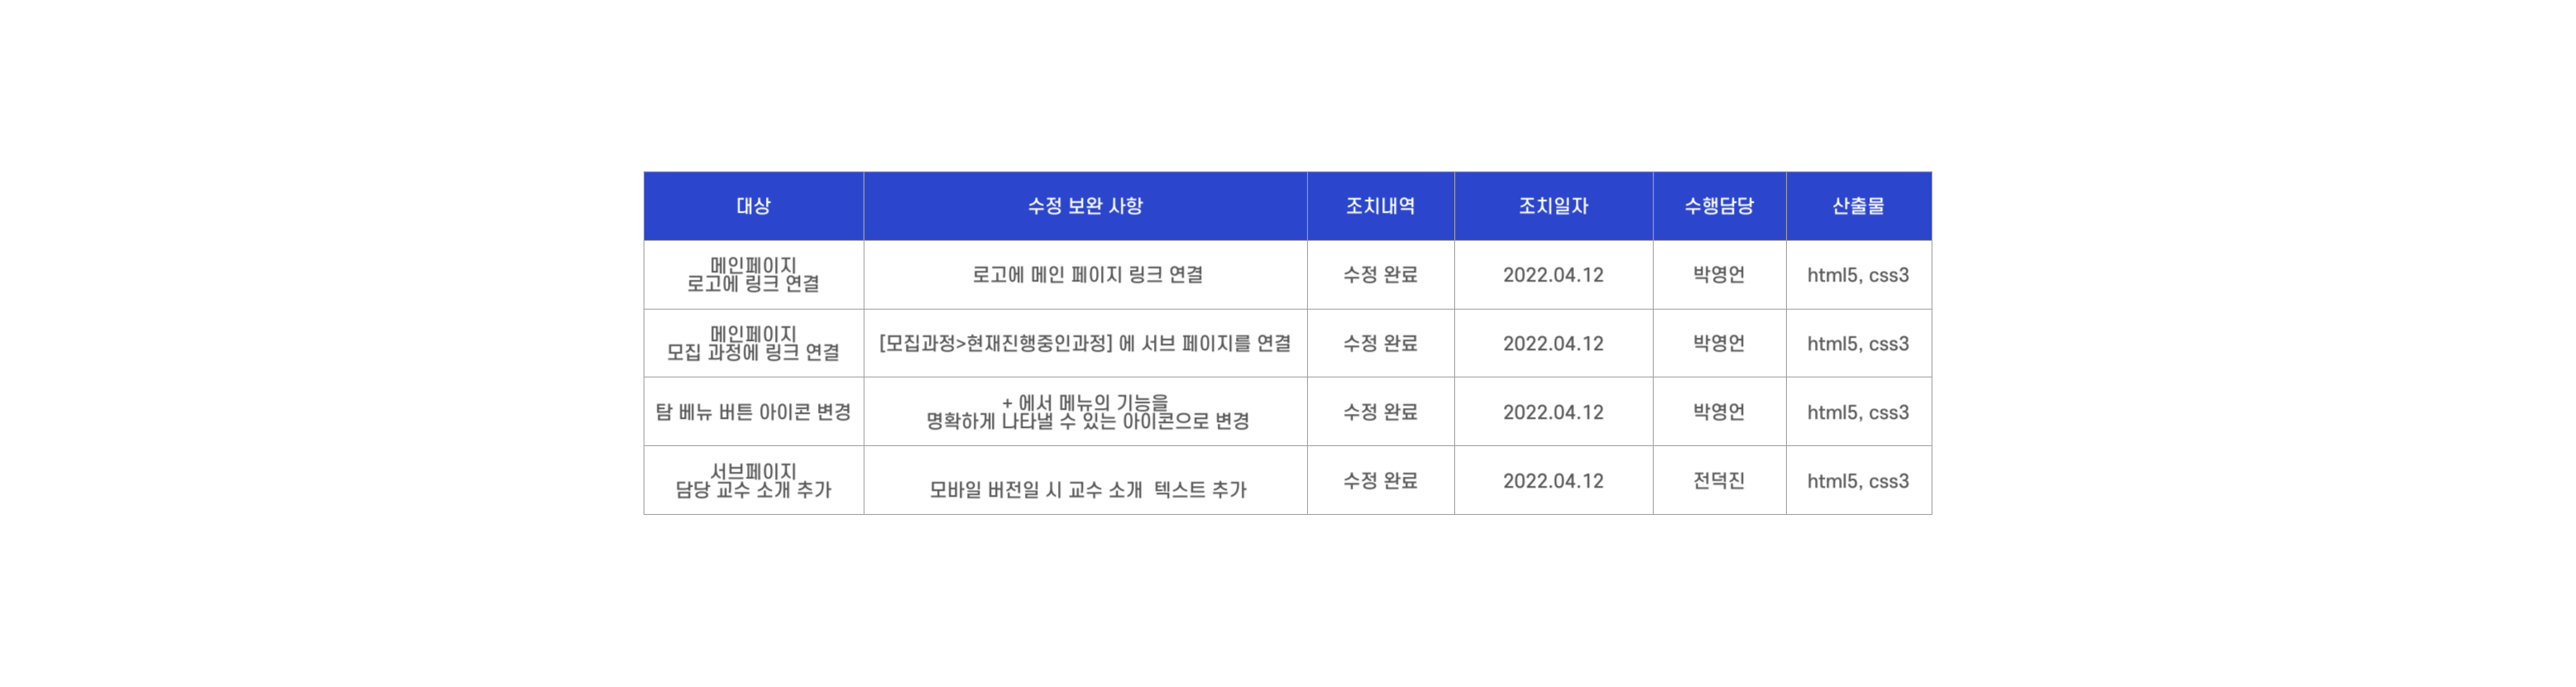 대상
수정 보완 사항
조치내역
조치일자
수행담당
산출물
메인페이지
로고에 링크 연결
로고에 메인 페이지 링크 연결
수정 완료
2022.04.12
박영언
html5, css3
메인페이지
모집 과정에 링크 연결
[모집과정>현재진행중인과정] 에 서브 페이지를 연결
수정 완료
2022.04.12
박영언
html5, css3
탐 베뉴 버튼 아이콘 변경
+ 에서 메뉴의 기능을
명확하게 나타낼 수 있는 아이콘으로 변경
수정 완료
2022.04.12
박영언
html5, css3
서브페이지
담당 교수 소개 추가
모바일 버전일 시 교수 소개 텍스트 추가
수정 완료
2022.04.12
전덕진
html5, css3